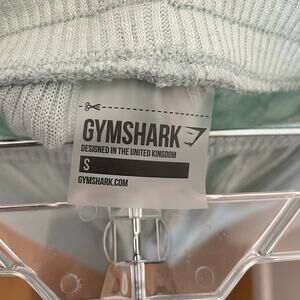 GYMSHARK
DESIGNED IN THE UNITED KINGDOM
S
GYMSHARK.COM